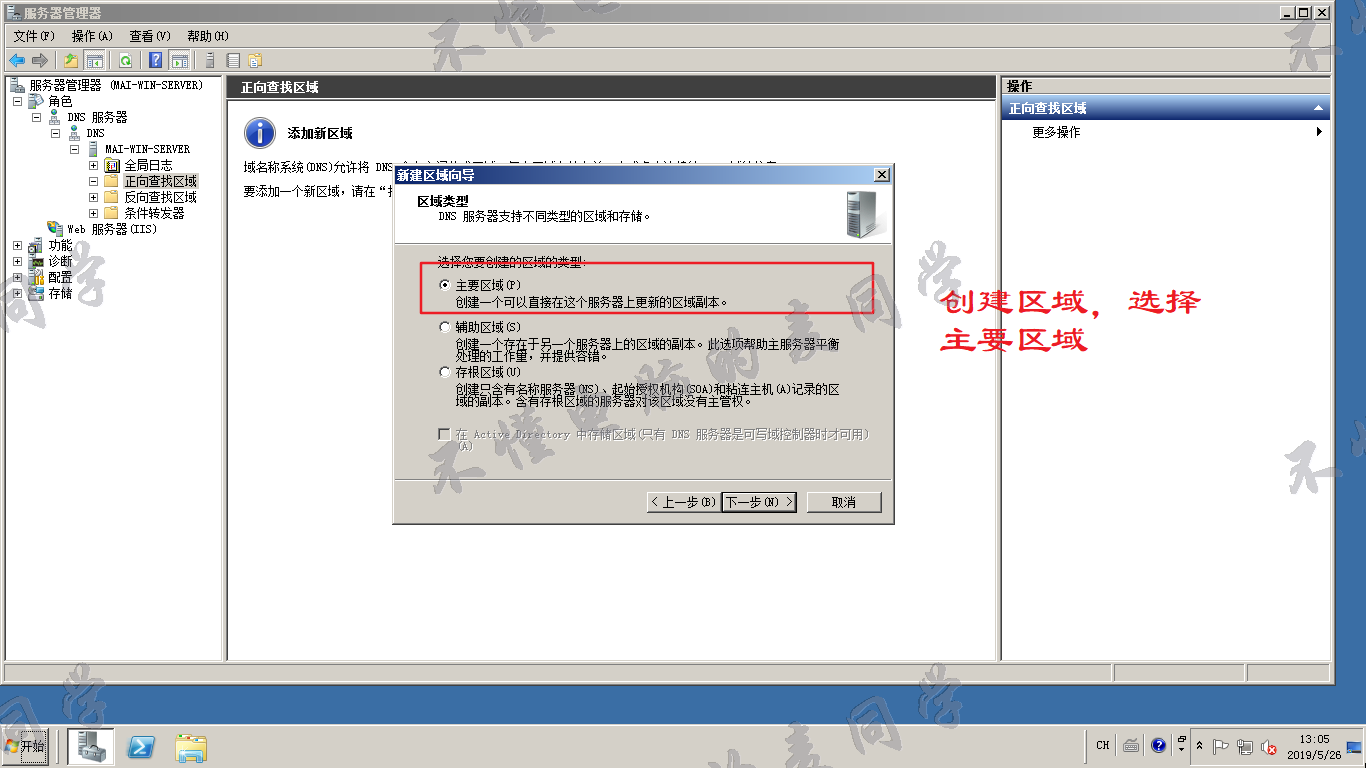 服务器管理器
文件(F) 操作(A) 查看(V) 帮助(H)
服务器管理器 (MAI-WIN-SERVER)
角色
DNS 服务器
DNS
MAI-WIN-SERVER
全局日志
正向查找区域
反向查找区域
条件转发器
Web 服务器(IIS)
功能
诊断
配置
存储
正向查找区域
添加新区域
域名称系统(DNS)允许将 DNS
要添加一个新区域，请在“
新建区域向导
区域类型
DNS 服务器支持不同类型的区域和存储。
选择您要创建的区域的类型:
主要区域(P)
创建一个可以直接在这个服务器上更新的区域副本。
辅助区域(S)
创建一个存在于另一个服务器上的区域的副本。此选项帮助主服务器平衡
处理的工作量，并提供容错。
存根区域(U)
创建只含有名称服务器(NS)、起始授权机构(SOA)和粘连主机(A)记录的区
域的副本。含有存根区域的服务器对该区域没有主管权。
在 Active Directory 中存储区域(只有 DNS 服务器是可写域控制器时才可用)
(A)
< 上一步(B) 下一步(N) > 取消
操作
正向查找区域
更多操作
创建区域，选择
主要区域
不懂电脑的麦同学
开始
CH
13:05
2019/5/26